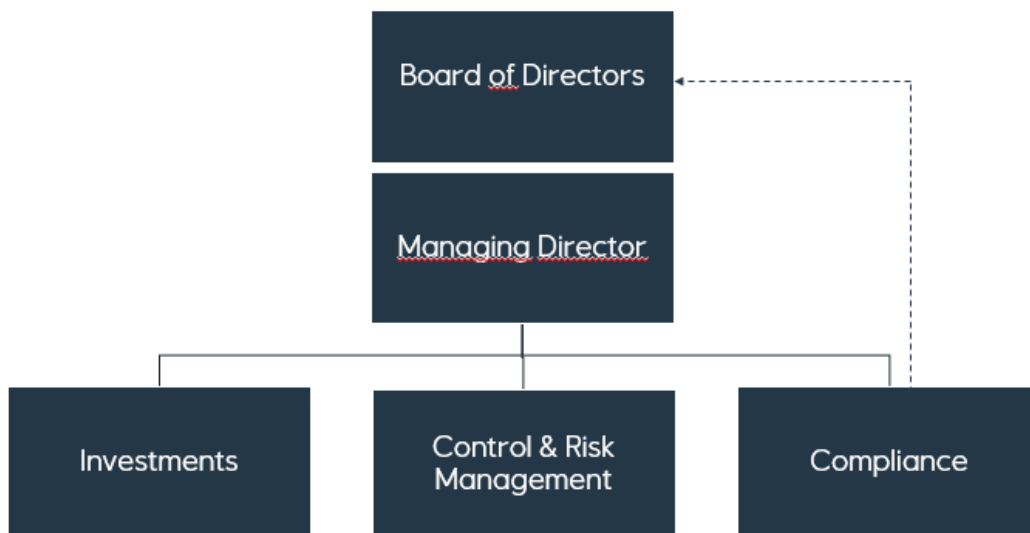 Board of Directors
Managing Director
Investments
Control & Risk
Management
Compliance